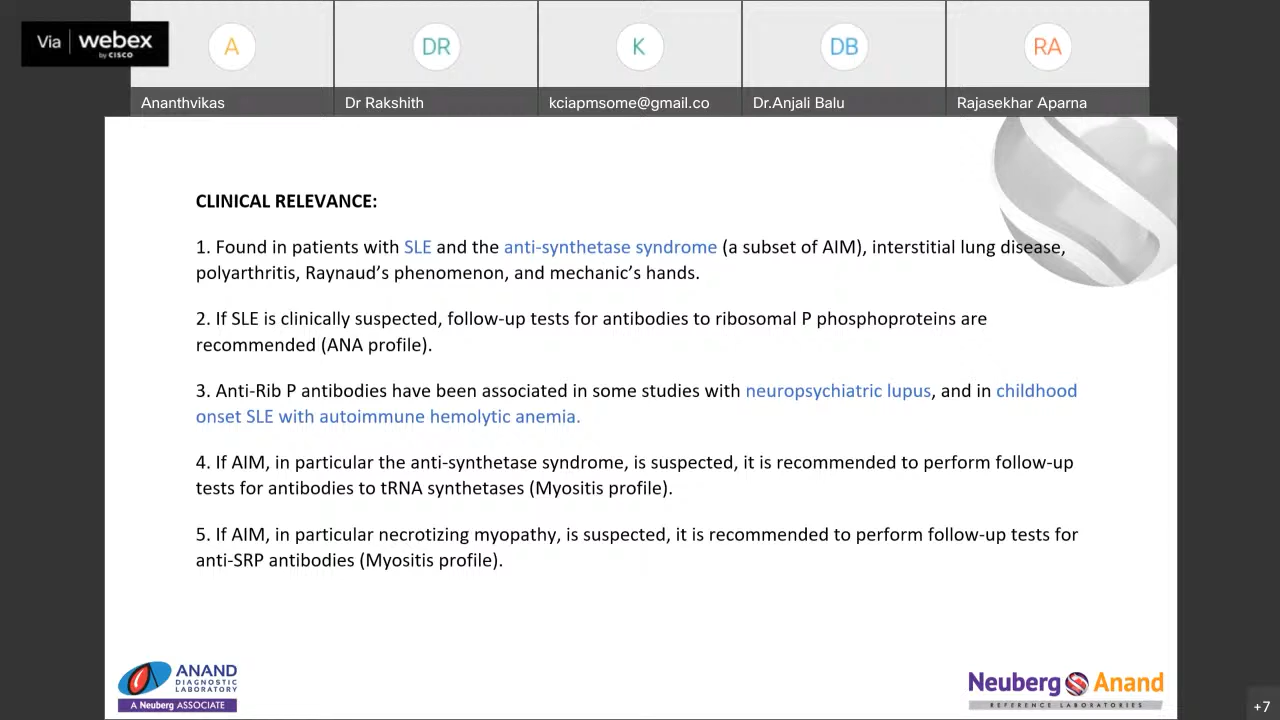 Via webex
by CISCO
A
DR
K
DB
RA
Ananthvikas
Dr Rakshith
kciapmsome@gmail.co
Dr.Anjali Balu
Rajasekhar Aparna
CLINICAL RELEVANCE:
1. Found in patients with SLE and the anti-synthetase syndrome (a subset of AIM), interstitial lung disease,
polyarthritis, Raynaud’s phenomenon, and mechanic’s hands.
2. If SLE is clinically suspected, follow-up tests for antibodies to ribosomal P phosphoproteins are
recommended (ANA profile).
3. Anti-Rib P antibodies have been associated in some studies with neuropsychiatric lupus, and in childhood
onset SLE with autoimmune hemolytic anemia.
4. If AIM, in particular the anti-synthetase syndrome, is suspected, it is recommended to perform follow-up
tests for antibodies to tRNA synthetases (Myositis profile).
5. If AIM, in particular necrotizing myopathy, is suspected, it is recommended to perform follow-up tests for
anti-SRP antibodies (Myositis profile).
ANAND
DIAGNOSTIC
LABORATORY
A Neuberg ASSOCIATE
Neuberg Anand
REFERENCE LABORATORIES
+7